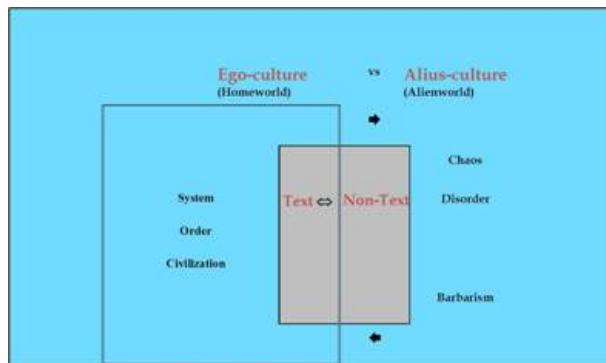 Ego-culture vs Alius-culture
(Homeworld) (Alienworld)
Chaos
System Text ⇔ Non-Text Disorder
Order
Civilization
Barbarism